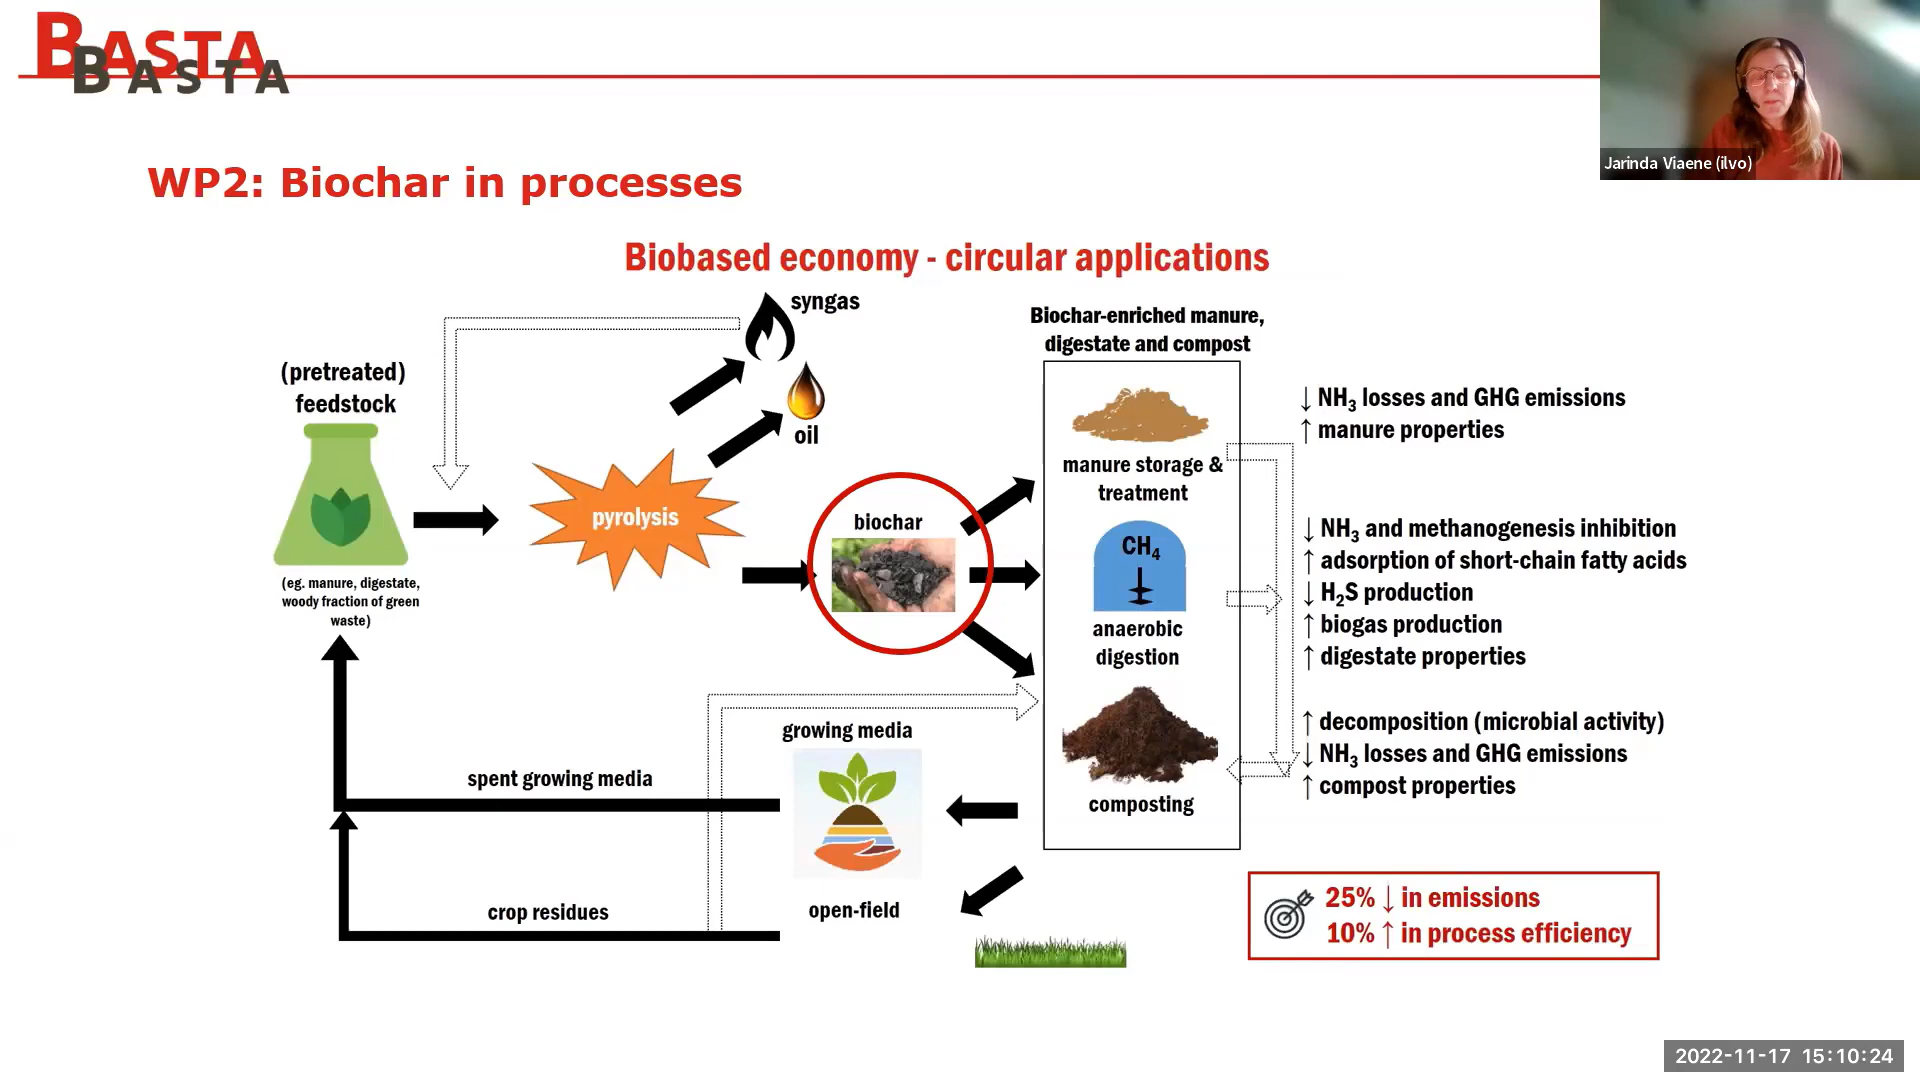 BASTA
BASTA
Jarinda Viaene (ilvo)
WP2: Biochar in processes
Biobased economy - circular applications
syngas
oil
(pretreated)
feedstock
(eg. manure, digestate,
woody fraction of green
waste)
pyrolysis
biochar
Biochar-enriched manure,
digestate and compost
manure storage &
treatment
CH₄
anaerobic
digestion
composting
↓ NH₃ losses and GHG emissions
↑ manure properties
↓ NH₃ and methanogenesis inhibition
↑ adsorption of short-chain fatty acids
↓ H₂S production
↑ biogas production
↑ digestate properties
↑ decomposition (microbial activity)
↓ NH₃ losses and GHG emissions
↑ compost properties
growing media
spent growing media
open-field
crop residues
25% ↓ in emissions
10% ↑ in process efficiency
2022-11-17 15:10:24